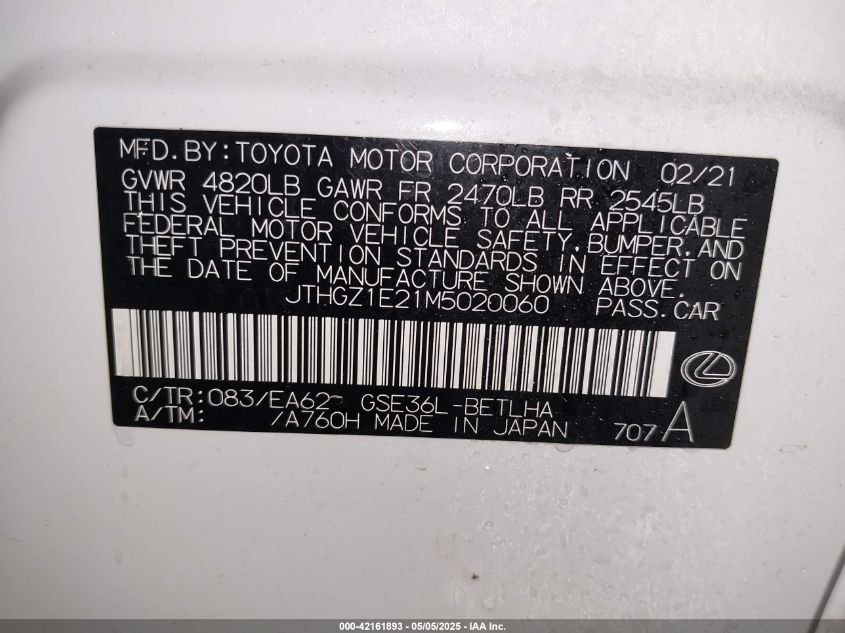 MFD.BY:TOYOTA MOTOR CORPORATION 02/21
GVWR 4820LB GAWR FR 2470LB RR 2545LB
THIS VEHICLE CONFORMS TO ALL APPLICABLE
FEDERAL MOTOR VEHICLE SAFETY, BUMPER, AND
THEFT PREVENTION STANDARDS IN EFFECT ON
THE DATE OF MANUFACTURE SHOWN ABOVE.
JTHGZ1E21M5020060 PASS.CAR
C/TR:083/EA62 GSE36L-BETLHA
A/TM: /A760H MADE IN JAPAN 707 A
000-42161893 - 05/05/2025 - IAA Inc.